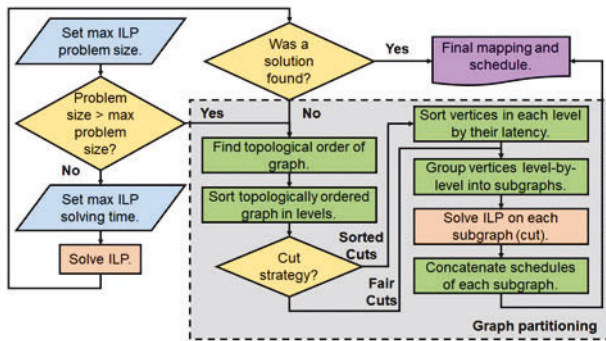 Set max ILP
problem size.
Problem
size > max
problem
size?
Yes
No
Set max ILP
solving time.
Solve ILP.
Was a
solution
found?
Yes
No
Final mapping and
schedule.
Find topological order of
graph.
Sort topologically ordered
graph in levels.
Cut
strategy?
Sorted
Cuts
Fair
Cuts
Sort vertices in each level
by their latency.
Group vertices level-by-
level into subgraphs.
Solve ILP on each
subgraph (cut).
Concatenate schedules
of each subgraph.
Graph partitioning